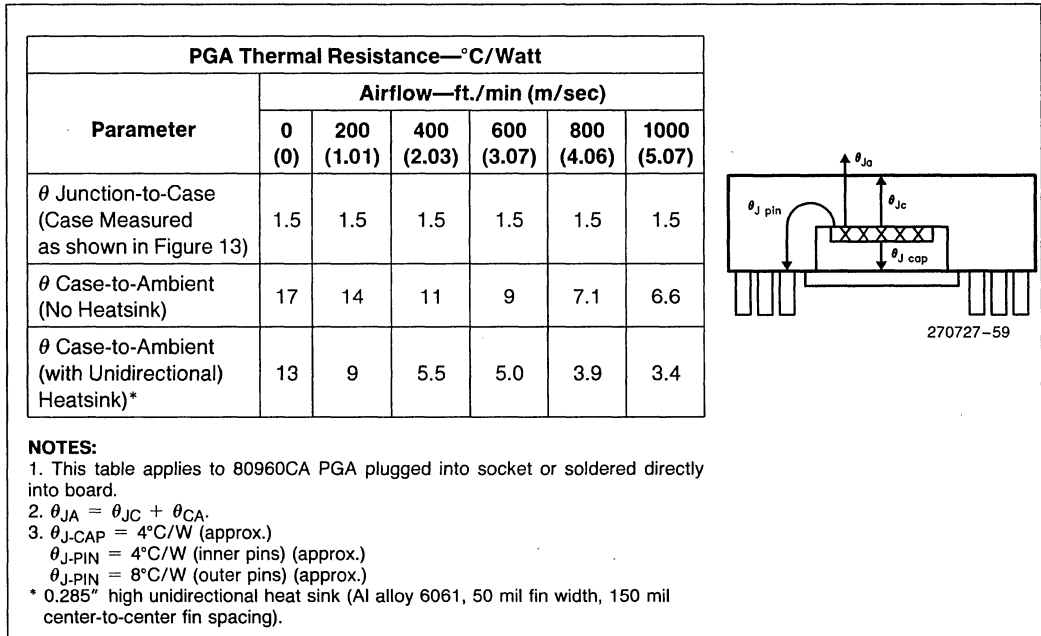 PGA Thermal Resistance—°C/Watt
Parameter
Airflow—ft./min (m/sec)
0 200 400 600 800 1000
(0) (1.01) (2.03) (3.07) (4.06) (5.07)
θ Junction-to-Case
(Case Measured
as shown in Figure 13)
1.5 1.5 1.5 1.5 1.5 1.5
θ Case-to-Ambient
(No Heatsink)
17 14 11 9 7.1 6.6
θ Case-to-Ambient
(with Unidirectional)
Heatsink)*
13 9 5.5 5.0 3.9 3.4
θJa
θJc
θJ pin
θJ cap
270727–59
NOTES:
1. This table applies to 80960CA PGA plugged into socket or soldered directly
into board.
2. θJA = θJC + θCA.
3. θJ-CAP = 4°C/W (approx.)
θJ-PIN = 4°C/W (inner pins) (approx.)
θJ-PIN = 8°C/W (outer pins) (approx.)
* 0.285″ high unidirectional heat sink (Al alloy 6061, 50 mil fin width, 150 mil
center-to-center fin spacing).